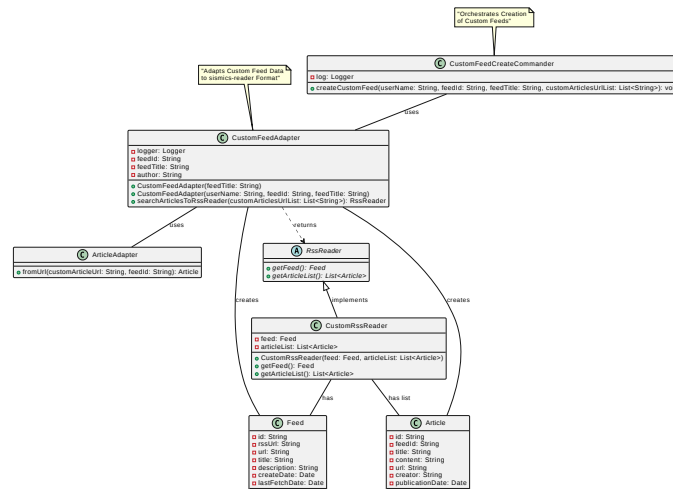 "Orchestrates Creation
of Custom Feeds"
C CustomFeedCreateCommander
log: Logger
createCustomFeed(userName: String, feedId: String, feedTitle: String, customArticlesUrlList: List<String>): vo
"Adapts Custom Feed Data
to sismics-reader Format"
uses
C CustomFeedAdapter
logger: Logger
feedId: String
feedTitle: String
author: String
CustomFeedAdapter(feedTitle: String)
CustomFeedAdapter(userName: String, feedId: String, feedTitle: String)
searchArticlesToRssReader(customArticlesUrlList: List<String>): RssReader
uses
returns
C ArticleAdapter
fromUrl(customArticleUrl: String, feedId: String): Article
A RssReader
getFeed(): Feed
getArticleList(): List<Article>
creates
implements
creates
C CustomRssReader
feed: Feed
articleList: List<Article>
CustomRssReader(feed: Feed, articleList: List<Article>)
getFeed(): Feed
getArticleList(): List<Article>
has
has list
C Feed
id: String
rssUrl: String
url: String
title: String
description: String
createDate: Date
lastFetchDate: Date
C Article
id: String
feedId: String
title: String
content: String
url: String
creator: String
publicationDate: Date